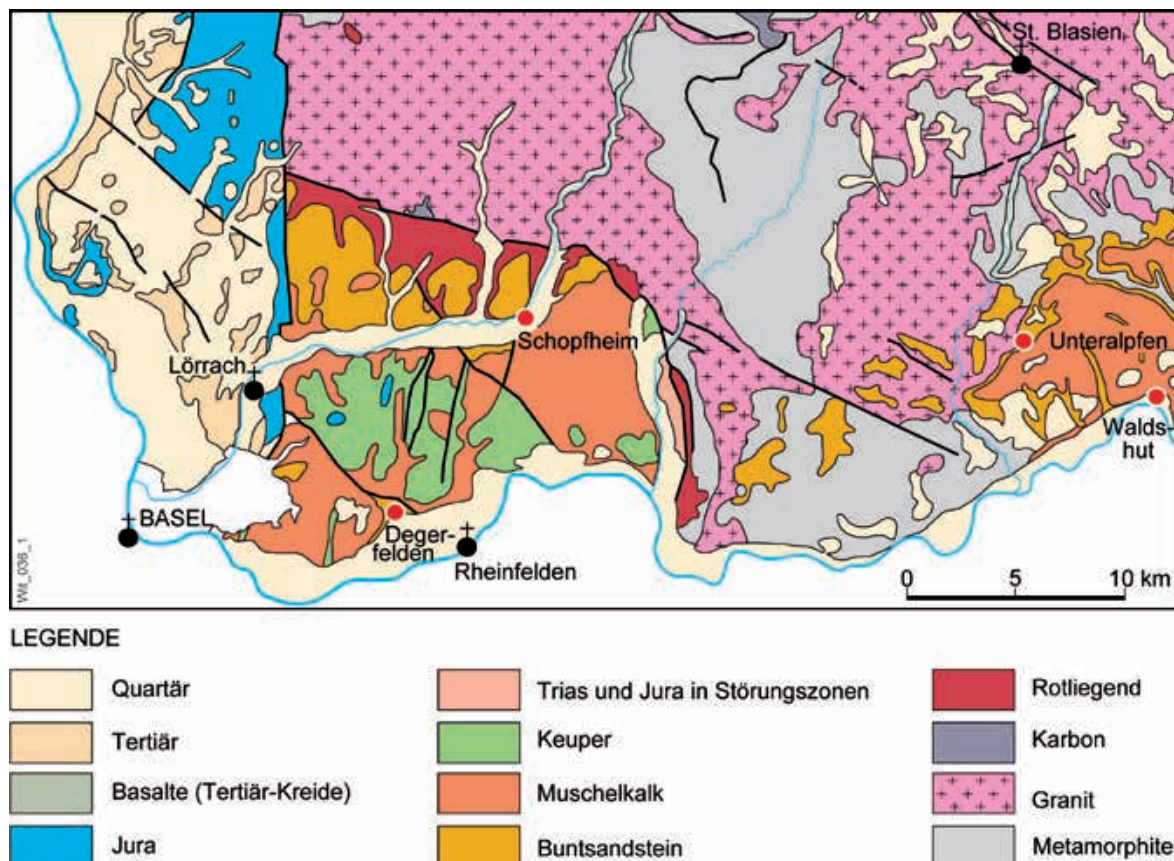 St. Blasien
Schopfheim
Unteralpfen
Lörrach
Walds-
hut
BASEL
Deger-
felden
Rheinfelden
0 5 10 km
Wit_036_1
LEGENDE
Quartär
Trias und Jura in Störungszonen
Rotliegend
Tertiär
Keuper
Karbon
Basalte (Tertiär-Kreide)
Muschelkalk
Granit
Jura
Buntsandstein
Metamorphite